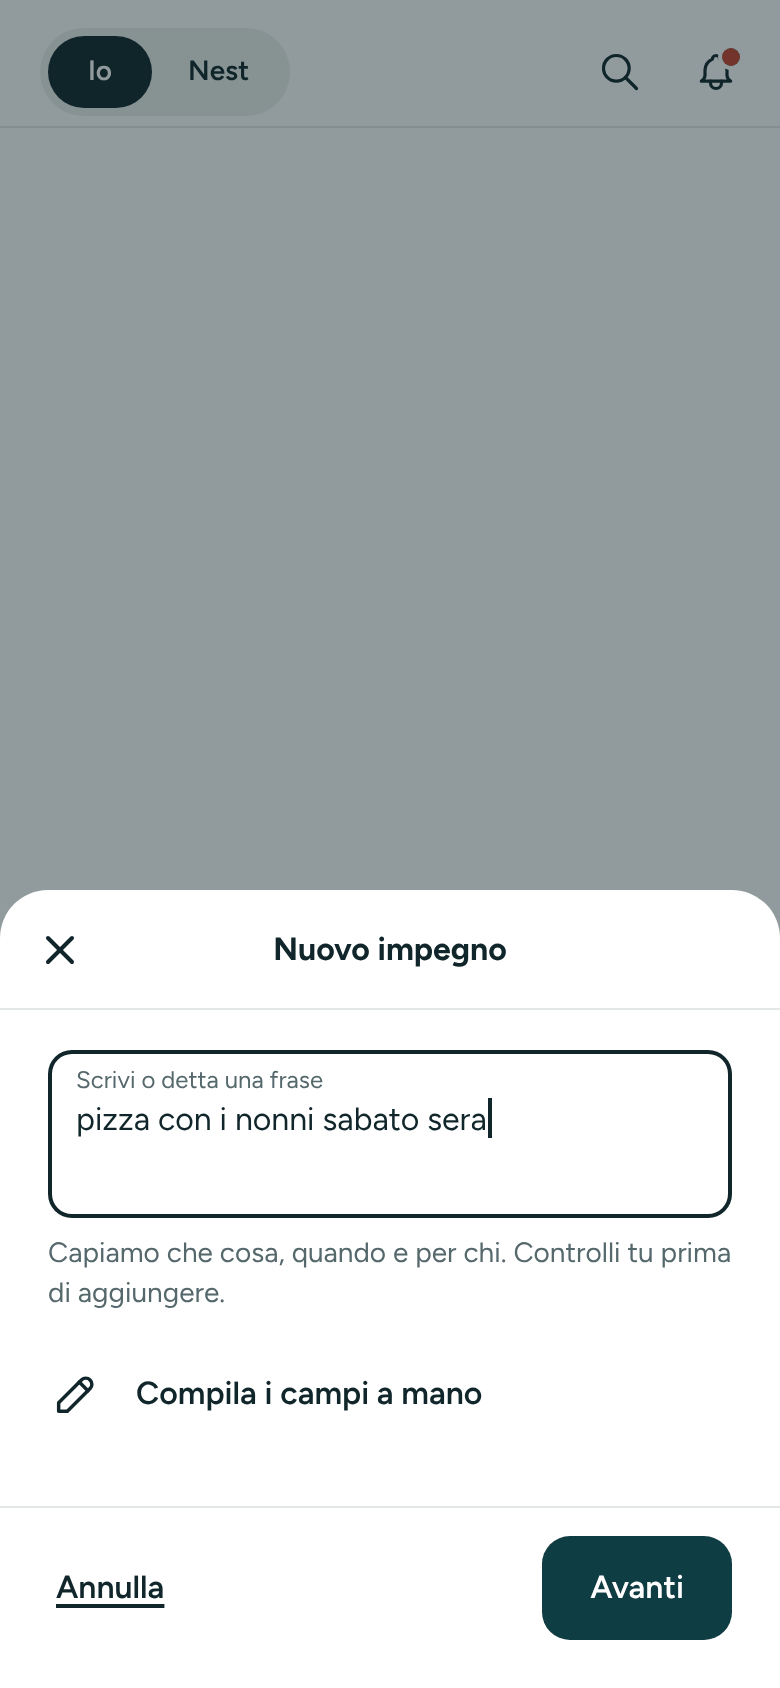 Io
Nest
Nuovo impegno
Scrivi o detta una frase
pizza con i nonni sabato sera
Capiamo che cosa, quando e per chi. Controlli tu prima
di aggiungere.
Compila i campi a mano
Annulla
Avanti